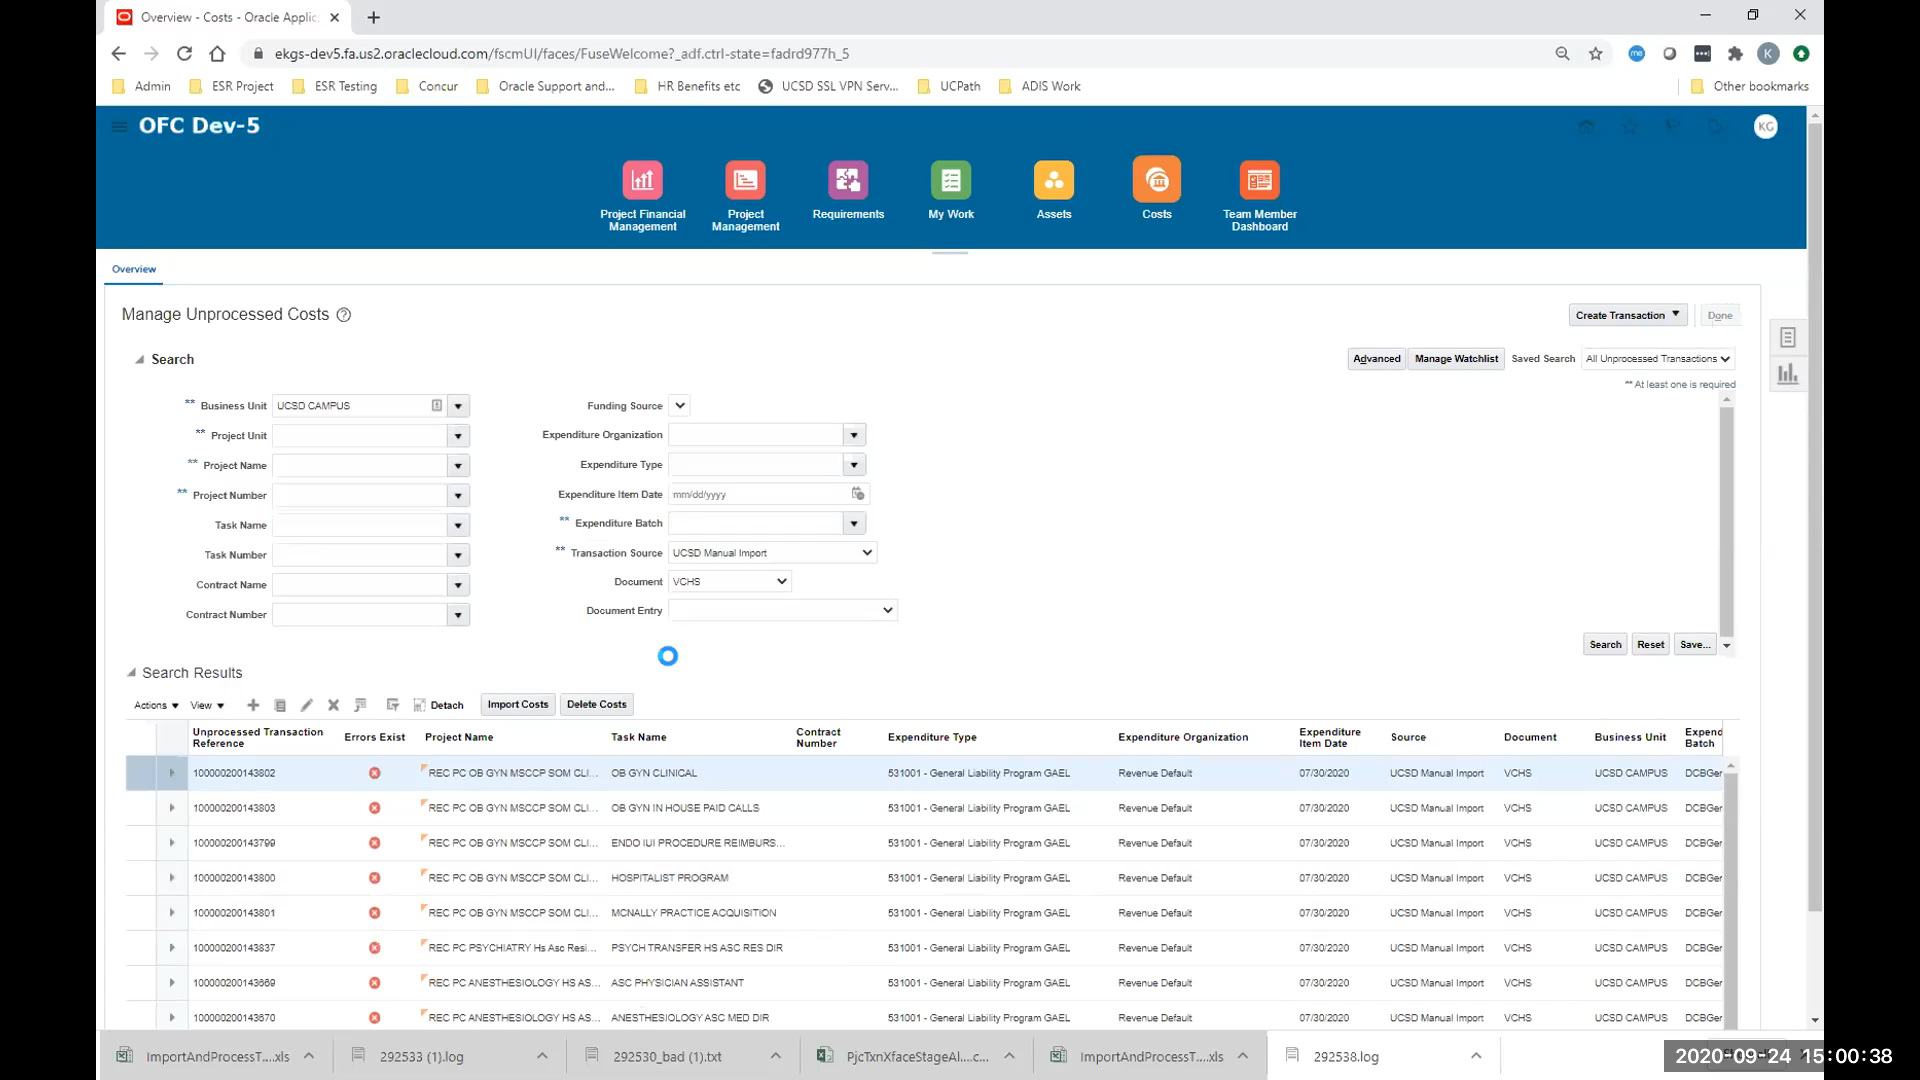 Overview - Costs - Oracle Applic
ekgs-dev5.fa.us2.oraclecloud.com/fscmUI/faces/FuseWelcome?_adf.ctrl-state=fadrd977h_5
K
Admin ESR Project ESR Testing Concur Oracle Support and... HR Benefits etc UCSD SSL VPN Serv... UCPath ADIS Work Other bookmarks
OFC Dev-5
KG
Project Financial Management
Project Management
Requirements
My Work
Assets
Costs
Team Member Dashboard
Overview
Manage Unprocessed Costs
Create Transaction Done
Search
Advanced Manage Watchlist Saved Search All Unprocessed Transactions
** At least one is required
** Business Unit UCSD CAMPUS Funding Source
** Project Unit Expenditure Organization
** Project Name Expenditure Type
** Project Number Expenditure Item Date mm/dd/yyyy
Task Name ** Expenditure Batch
Task Number ** Transaction Source UCSD Manual Import
Contract Name Document VCHS
Contract Number Document Entry
Search Reset Save...
Search Results
Actions View Detach Import Costs Delete Costs
Unprocessed Transaction Reference Errors Exist Project Name Task Name Contract Number Expenditure Type Expenditure Organization Expenditure Item Date Source Document Business Unit Expend Batch
100000200143802 REC PC OB GYN MSCCP SOM CLI... OB GYN CLINICAL 531001 - General Liability Program GAEL Revenue Default 07/30/2020 UCSD Manual Import VCHS UCSD CAMPUS DCBGer
100000200143803 REC PC OB GYN MSCCP SOM CLI... OB GYN IN HOUSE PAID CALLS 531001 - General Liability Program GAEL Revenue Default 07/30/2020 UCSD Manual Import VCHS UCSD CAMPUS DCBGer
100000200143799 REC PC OB GYN MSCCP SOM CLI... ENDO IUI PROCEDURE REIMBURS... 531001 - General Liability Program GAEL Revenue Default 07/30/2020 UCSD Manual Import VCHS UCSD CAMPUS DCBGer
100000200143800 REC PC OB GYN MSCCP SOM CLI... HOSPITALIST PROGRAM 531001 - General Liability Program GAEL Revenue Default 07/30/2020 UCSD Manual Import VCHS UCSD CAMPUS DCBGer
100000200143801 REC PC OB GYN MSCCP SOM CLI... MCNALLY PRACTICE ACQUISITION 531001 - General Liability Program GAEL Revenue Default 07/30/2020 UCSD Manual Import VCHS UCSD CAMPUS DCBGer
100000200143837 REC PC PSYCHIATRY Hs Asc Resi... PSYCH TRANSFER HS ASC RES DIR 531001 - General Liability Program GAEL Revenue Default 07/30/2020 UCSD Manual Import VCHS UCSD CAMPUS DCBGer
100000200143669 REC PC ANESTHESIOLOGY HS AS... ASC PHYSICIAN ASSISTANT 531001 - General Liability Program GAEL Revenue Default 07/30/2020 UCSD Manual Import VCHS UCSD CAMPUS DCBGer
100000200143670 REC PC ANESTHESIOLOGY HS AS... ANESTHESIOLOGY ASC MED DIR 531001 - General Liability Program GAEL Revenue Default 07/30/2020 UCSD Manual Import VCHS UCSD CAMPUS DCBGer
ImportAndProcessT....xls 292533 (1).log 292530_bad (1).txt PjcTxnXfaceStageAl....c... ImportAndProcessT....xls 292538.log
2020-09-24 15:00:38